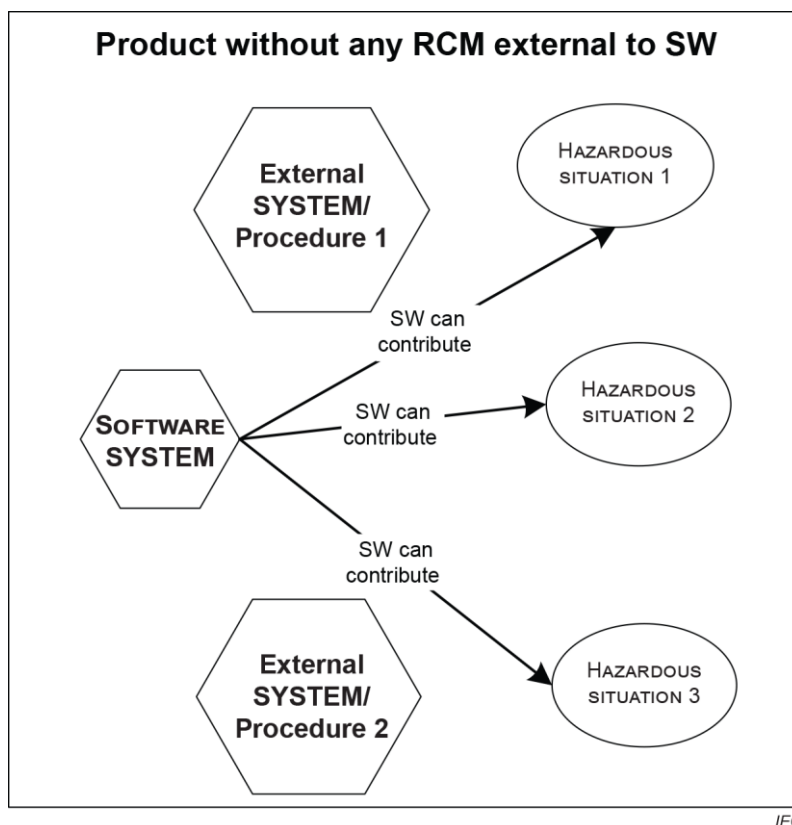 Product without any RCM external to SW
External
SYSTEM/
Procedure 1
HAZARDOUS
SITUATION 1
SW can
contribute
HAZARDOUS
SITUATION 2
SW can
contribute
SOFTWARE
SYSTEM
SW can
contribute
External
SYSTEM/
Procedure 2
HAZARDOUS
SITUATION 3